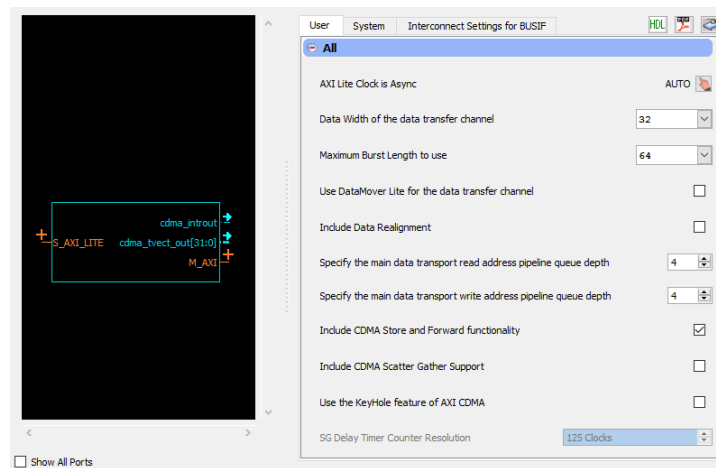 User System Interconnect Settings for BUSIF HDL
All
AXI Lite Clock is Async AUTO
Data Width of the data transfer channel 32
Maximum Burst Length to use 64
Use DataMover Lite for the data transfer channel
Include Data Realignment
Specify the main data transport read address pipeline queue depth 4
Specify the main data transport write address pipeline queue depth 4
Include CDMA Store and Forward functionality
Include CDMA Scatter Gather Support
Use the KeyHole feature of AXI CDMA
SG Delay Timer Counter Resolution 125 Clocks
cdma_introut
S_AXI_LITE cdma_tvect_out[31:0]
M_AXI
Show All Ports